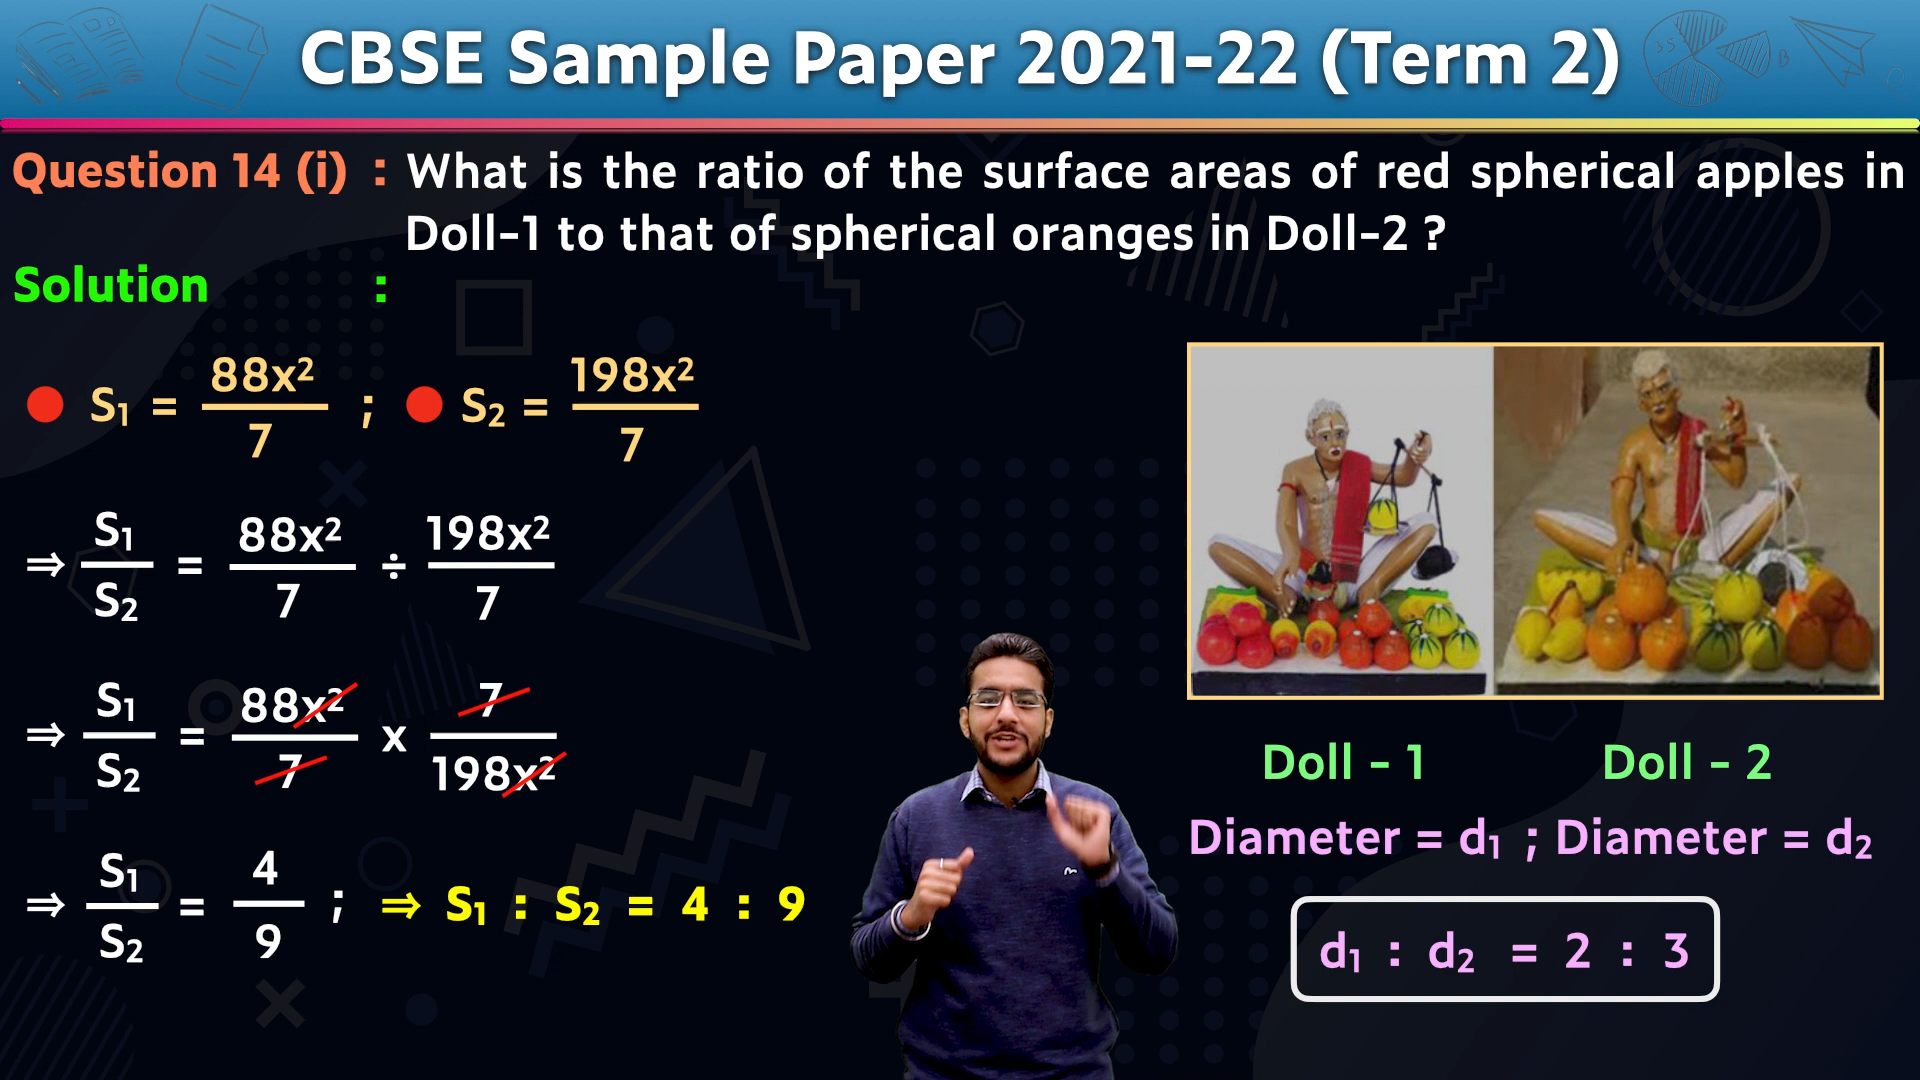 CBSE Sample Paper 2021-22 (Term 2)
Question 14 (i) : What is the ratio of the surface areas of red spherical apples in
Doll-1 to that of spherical oranges in Doll-2 ?
Solution :
S₁ = 88x²/7 ; S₂ = 198x²/7
⇒ S₁/S₂ = 88x²/7 ÷ 198x²/7
⇒ S₁/S₂ = 88x²/7 x 7/198x²
⇒ S₁/S₂ = 4/9 ; ⇒ S₁ : S₂ = 4 : 9
Doll - 1 Doll - 2
Diameter = d₁ ; Diameter = d₂
d₁ : d₂ = 2 : 3